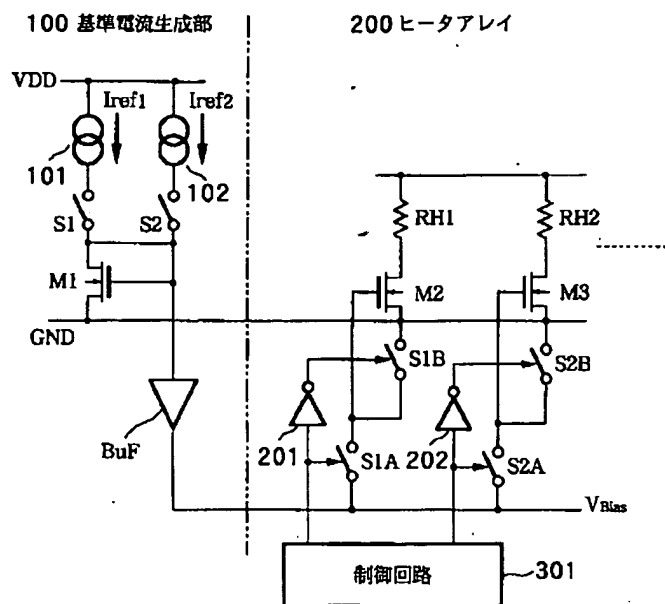 100 基準電流生成部
200 ヒータアレイ
VDD
Iref1
Iref2
101
102
S1
S2
RH1
RH2
M1
M2
M3
GND
S1B
S2B
BuF
201
202
S1A
S2A
VBias
制御回路
301